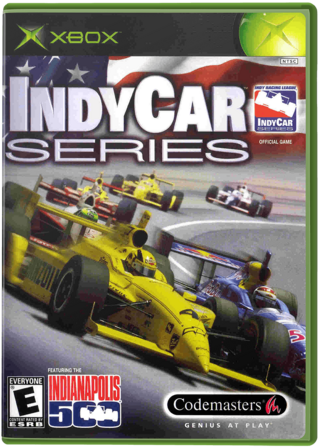 XBOX
NTSC
INDYCAR
SERIES
INDY RACING LEAGUE
INDYCAR
SERIES
OFFICIAL GAME
EVERYONE
E
CONTENT RATED BY
ESRB
FEATURING THE
INDIANAPOLIS
500
Codemasters
GENIUS AT PLAY